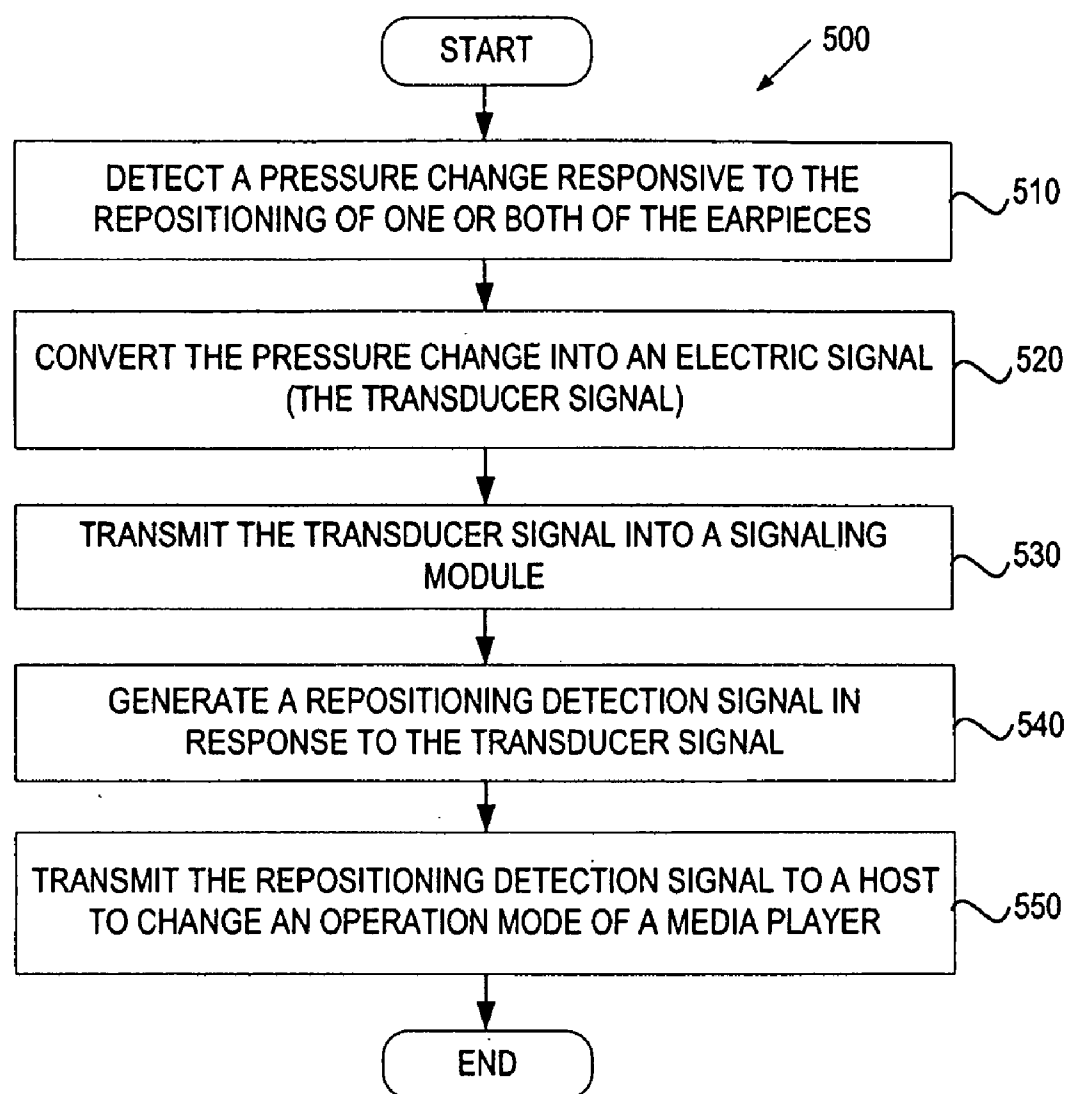 START
500
DETECT A PRESSURE CHANGE RESPONSIVE TO THE
REPOSITIONING OF ONE OR BOTH OF THE EARPIECES
510
CONVERT THE PRESSURE CHANGE INTO AN ELECTRIC SIGNAL
(THE TRANSDUCER SIGNAL)
520
TRANSMIT THE TRANSDUCER SIGNAL INTO A SIGNALING
MODULE
530
GENERATE A REPOSITIONING DETECTION SIGNAL IN
RESPONSE TO THE TRANSDUCER SIGNAL
540
TRANSMIT THE REPOSITIONING DETECTION SIGNAL TO A HOST
TO CHANGE AN OPERATION MODE OF A MEDIA PLAYER
550
END